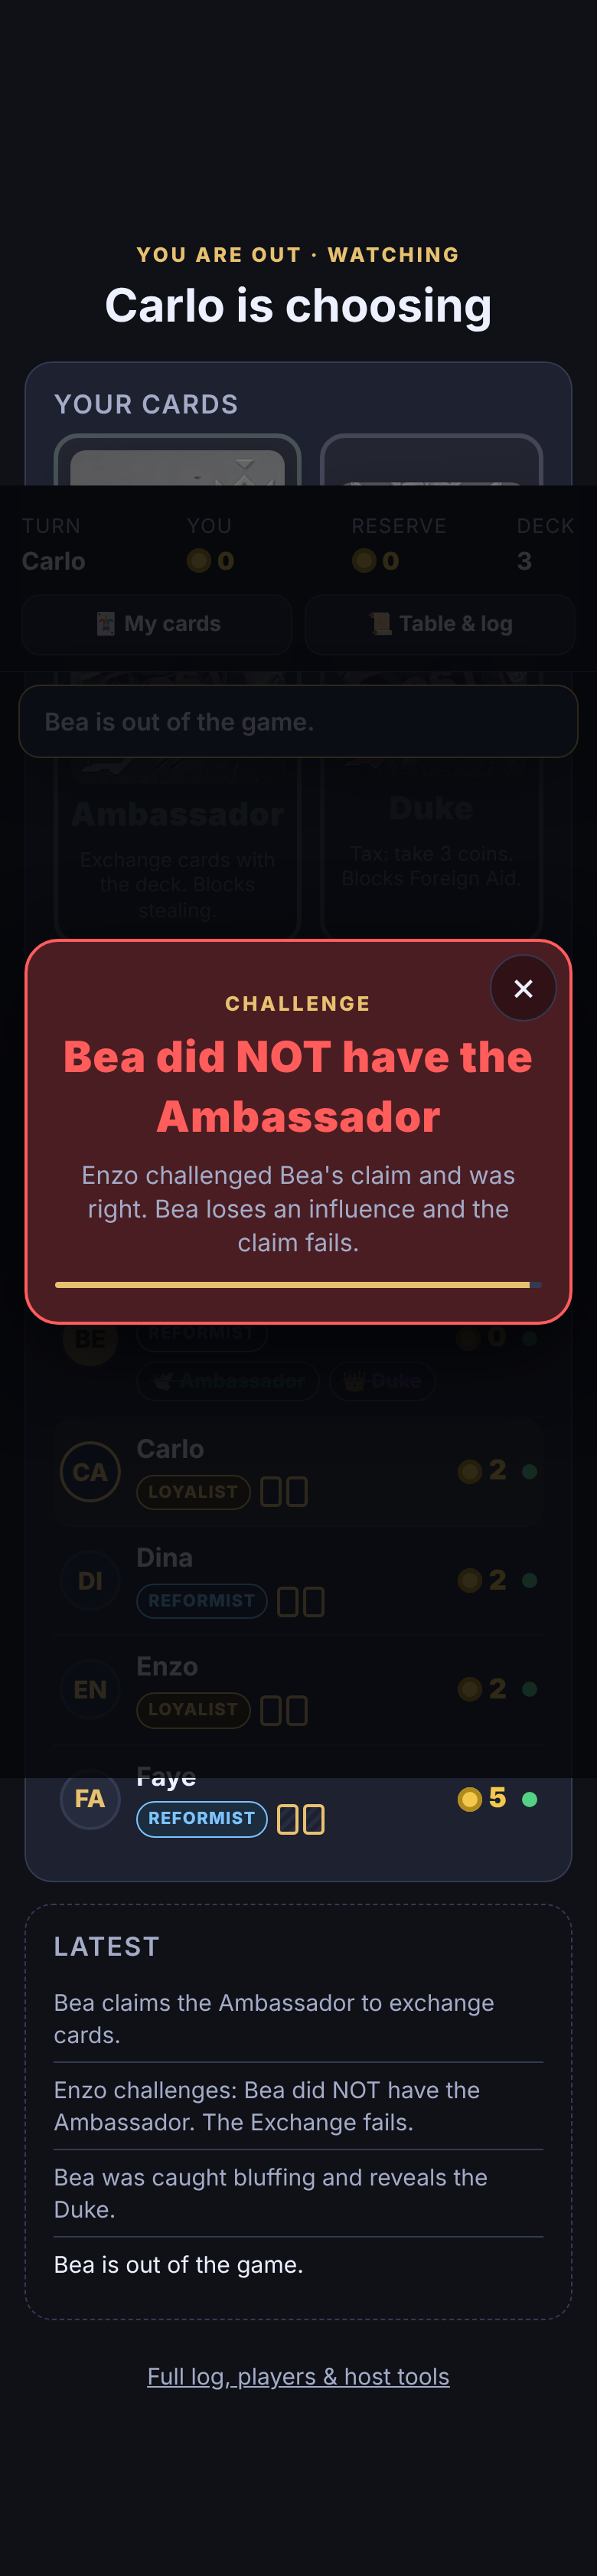 YOU ARE OUT · WATCHING
Carlo is choosing
YOUR CARDS
TURN YOU RESERVE DECK
Carlo 0 0 3
🃏 My cards 📜 Table & log
Bea is out of the game.
Ambassador Duke
Exchange cards with
the deck. Blocks
stealing.
Tax: take 3 coins.
Blocks Foreign Aid.
×
CHALLENGE
Bea did NOT have the
Ambassador
Enzo challenged Bea's claim and was
right. Bea loses an influence and the
claim fails.
BE REFORMIST 0
🕊️ Ambassador 👑 Duke
Carlo
CA LOYALIST 2
Dina
DI REFORMIST 2
Enzo
EN LOYALIST 2
Faye
FA REFORMIST 5
LATEST
Bea claims the Ambassador to exchange
cards.
Enzo challenges: Bea did NOT have the
Ambassador. The Exchange fails.
Bea was caught bluffing and reveals the
Duke.
Bea is out of the game.
Full log, players & host tools